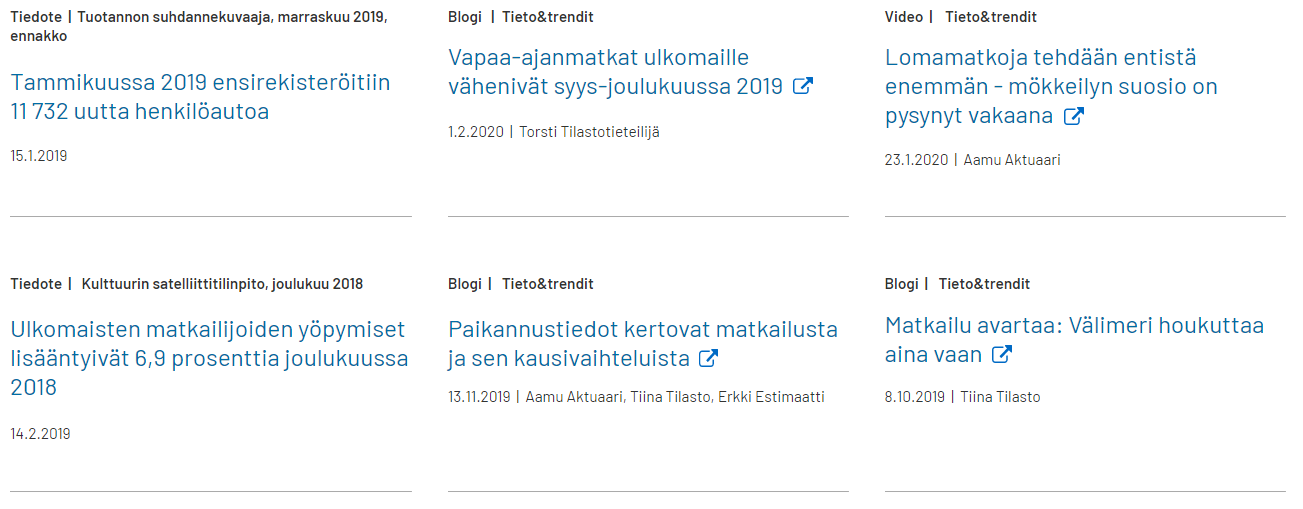 Tiedote | Tuotannon suhdannekuvaaja, marraskuu 2019,
ennakko
Tammikuussa 2019 ensirekisteröitiin
11 732 uutta henkilöautoa
15.1.2019
Blogi | Tieto&trendit
Vapaa-ajanmatkat ulkomaille
vähenivät syys-joulukuussa 2019
1.2.2020 | Torsti Tilastotieteilijä
Video | Tieto&trendit
Lomamatkoja tehdään entistä
enemmän - mökkeilyn suosio on
pysynyt vakaana
23.1.2020 | Aamu Aktuaari
Tiedote | Kulttuurin satelliittitilinpito, joulukuu 2018
Ulkomaisten matkailijoiden yöpymiset
lisääntyivät 6,9 prosenttia joulukuussa
2018
14.2.2019
Blogi | Tieto&trendit
Paikannustiedot kertovat matkailusta
ja sen kausivaihteluista
13.11.2019 | Aamu Aktuaari, Tiina Tilasto, Erkki Estimaatti
Blogi | Tieto&trendit
Matkailu avartaa: Välimeri houkuttaa
aina vaan
8.10.2019 | Tiina Tilasto